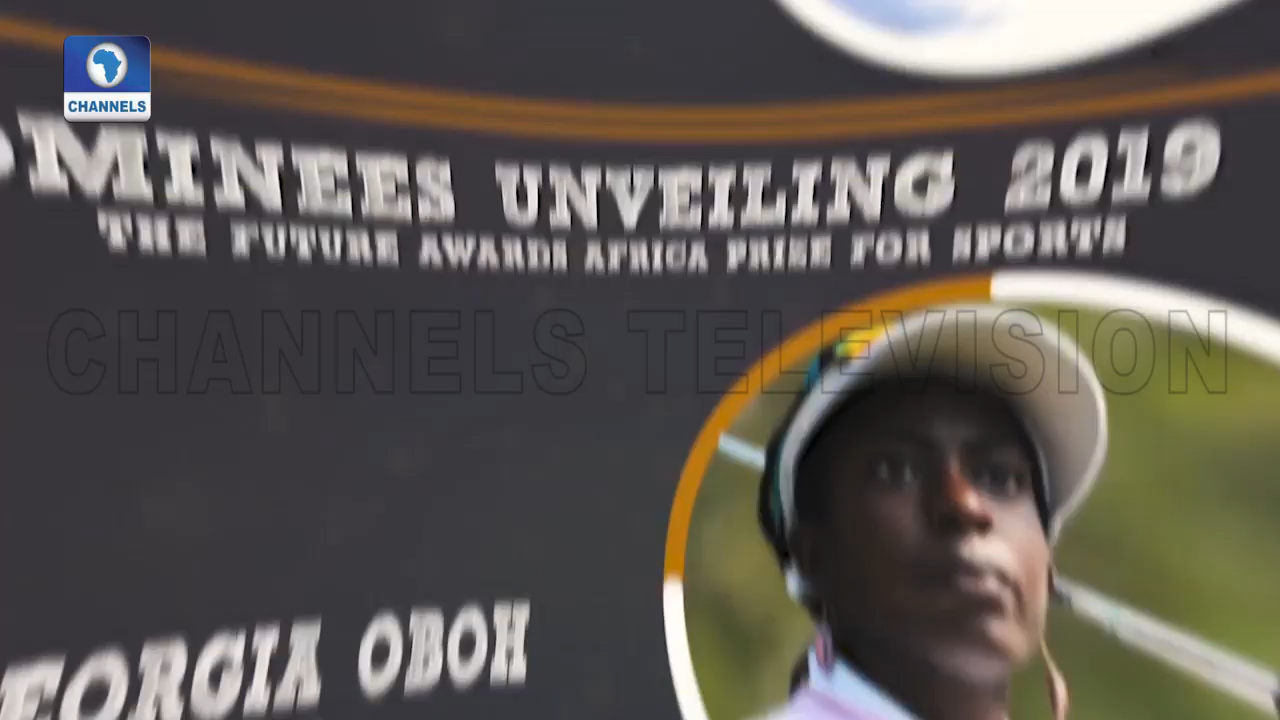 CHANNELS
MINEES UNVEILING 2019
THE FUTURE AWARDS AFRICA PRIZE FOR SPORTS
CHANNELS TELEVISION
EORGIA OBOH